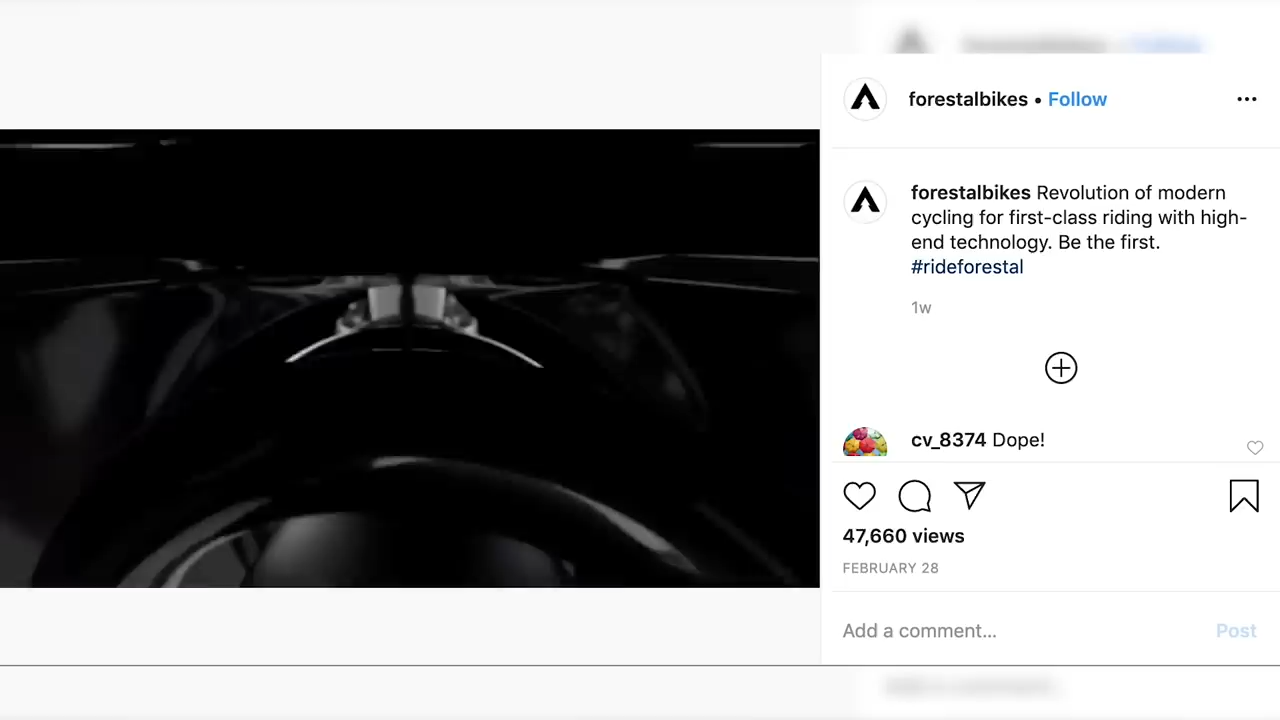 forestalbikes • Follow
forestalbikes Revolution of modern
cycling for first-class riding with high-
end technology. Be the first.
#rideforestal
1w
cv_8374 Dope!
47,660 views
FEBRUARY 28
Add a comment...
Post